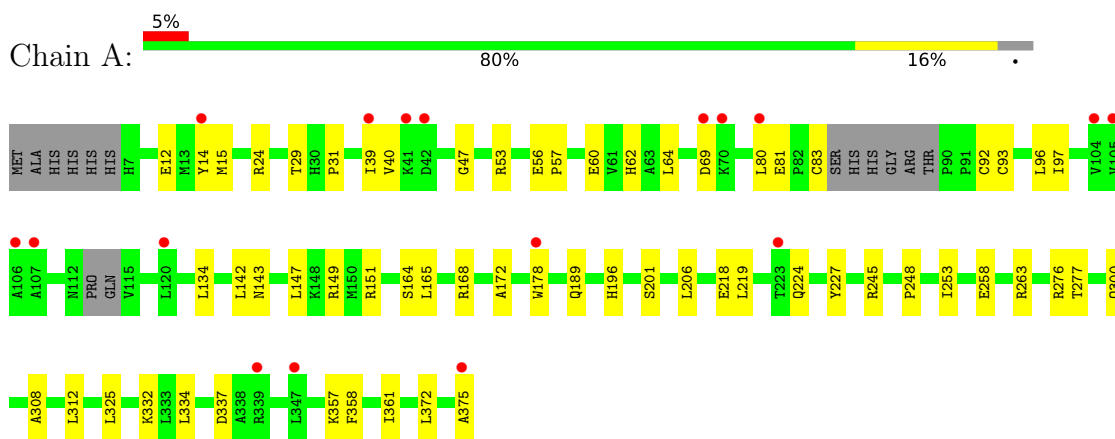 5%
Chain A:
80% 16% •
MET ALA HIS HIS HIS HIS H7 E12 M13 Y14 M15 R24 T29 H30 P31 I39 V40 K41 D42 G47 R53 E56 P57 E60 V61 H62 A63 L64 D69 K70 L80 E81 P82 C83 SER HIS HIS GLY ARG THR P90 P91 C92 C93 L96 I97 V104
A106 A107 N112 PRO GLN V115 L120 L134 L142 N143 L147 K148 R149 M150 R151 S164 L165 R168 A172 W178 Q189 H196 S201 L206 E218 L219 T223 Q224 Y227 R245 P248 I253 E258 R263 R276 T277
A308 L312 L325 K332 L333 L334 D337 A338 R339 L347 K357 F358 I361 L372 A375